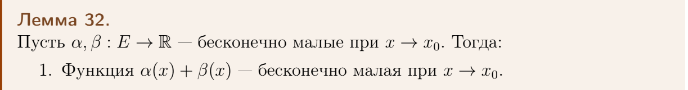 Лемма 32.
Пусть α, β : E → ℝ — бесконечно малые при x → x₀. Тогда:
1. Функция α(x) + β(x) — бесконечно малая при x → x₀.